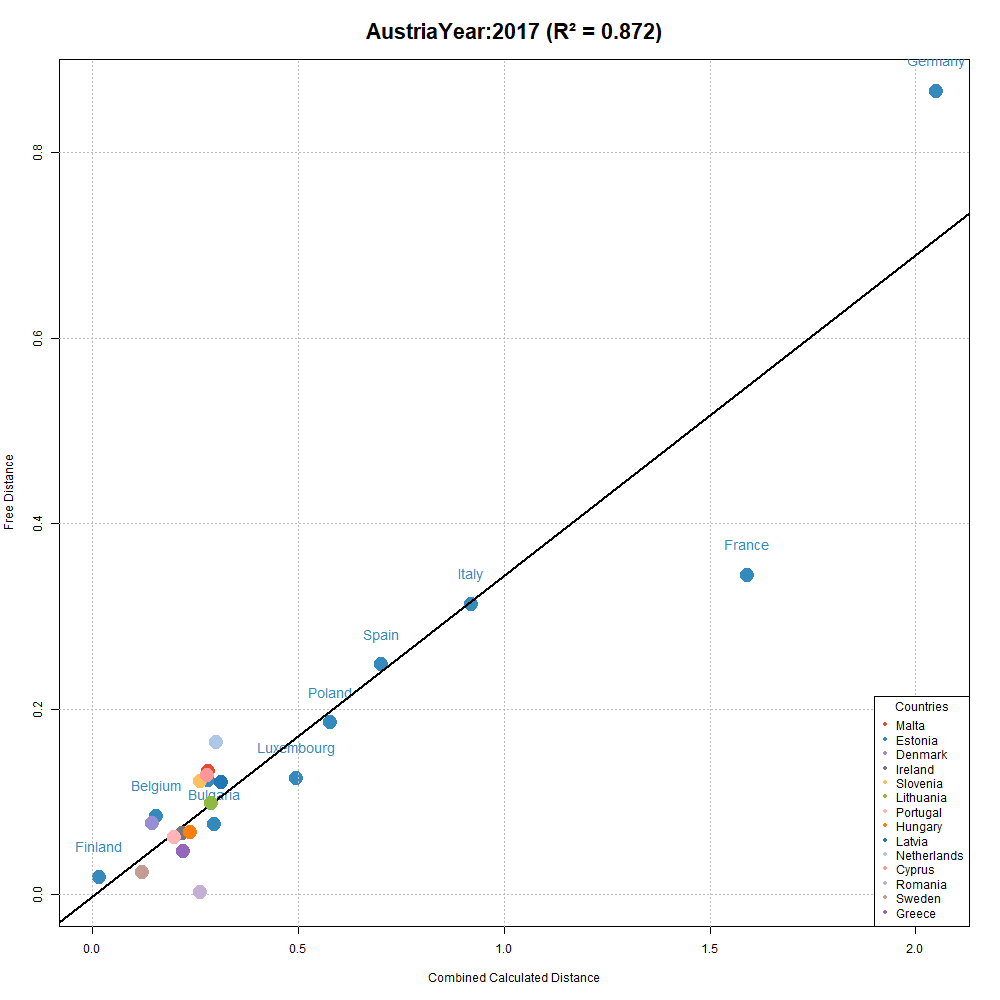 AustriaYear:2017 (R² = 0.872)
Germany
0.8
0.6
Free Distance
0.4
France
Italy
Spain
Poland
0.2
Luxembourg
Belgium
Bulgaria
Finland
0.0
Countries
Malta
Estonia
Denmark
Ireland
Slovenia
Lithuania
Portugal
Hungary
Latvia
Netherlands
Cyprus
Romania
Sweden
Greece
0.0 0.5 1.0 1.5 2.0
Combined Calculated Distance